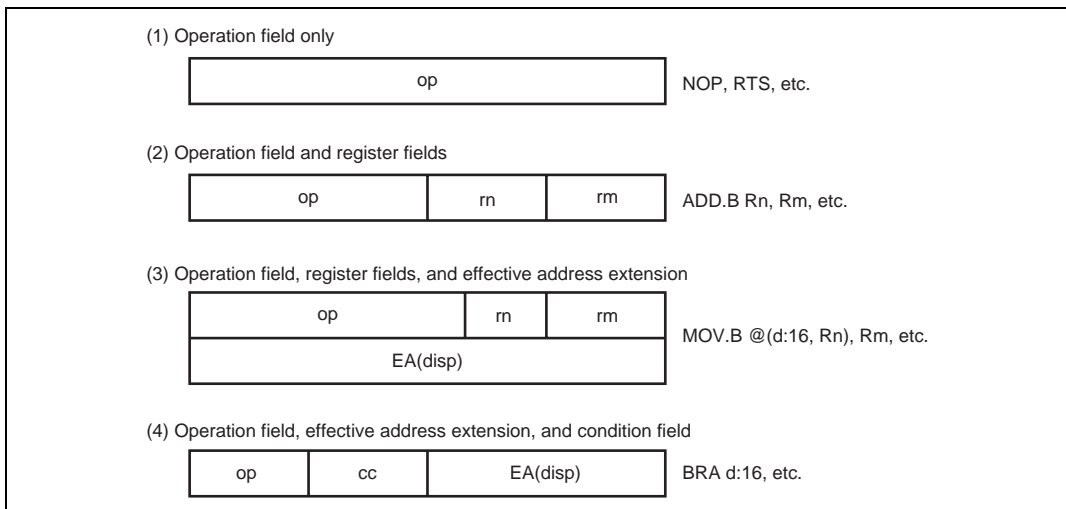 (1) Operation field only
op
NOP, RTS, etc.
(2) Operation field and register fields
op rn rm
ADD.B Rn, Rm, etc.
(3) Operation field, register fields, and effective address extension
op rn rm
EA(disp)
MOV.B @(d:16, Rn), Rm, etc.
(4) Operation field, effective address extension, and condition field
op cc EA(disp)
BRA d:16, etc.